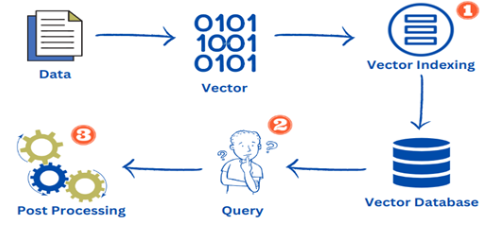 1
0101
1001
0101
Data
Vector
Vector Indexing
3
2
? ?
Post Processing
Query
Vector Database